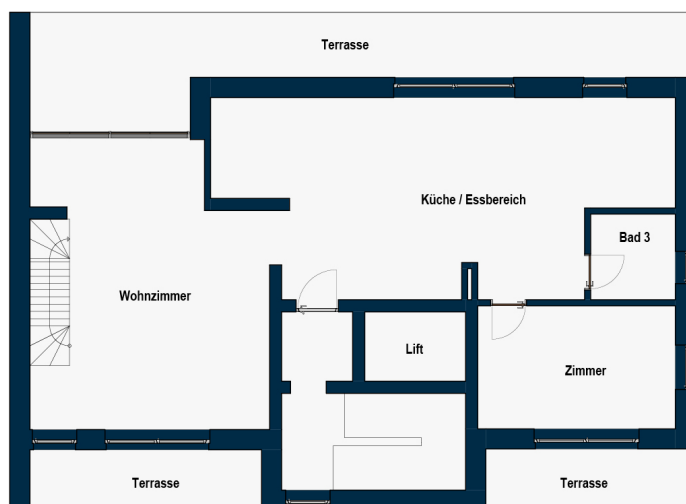 Terrasse
Küche / Essbereich
Bad 3
Wohnzimmer
Lift
Zimmer
Terrasse
Terrasse